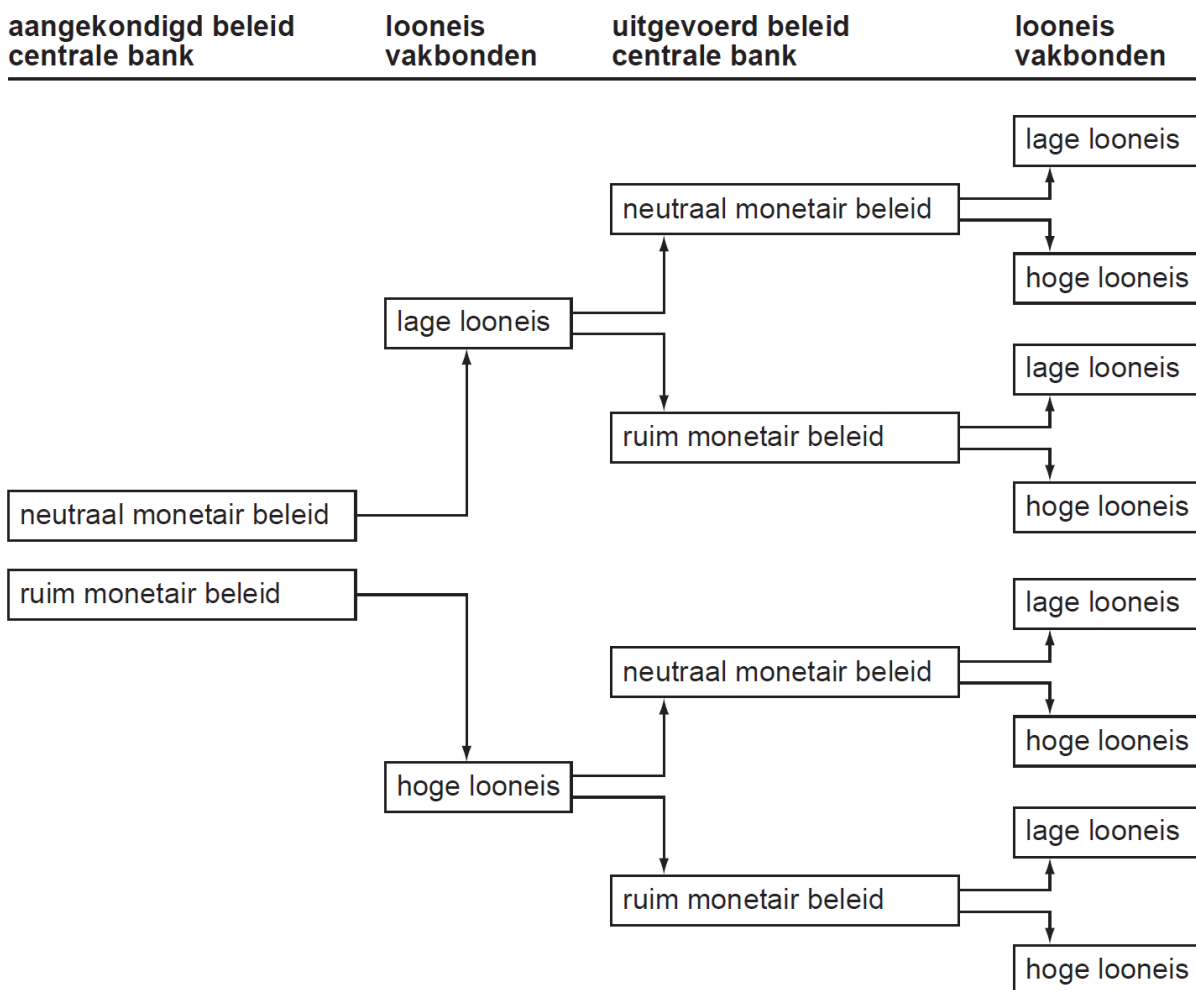 aangekondigd beleid
centrale bank
looneis
vakbonden
uitgevoerd beleid
centrale bank
looneis
vakbonden
lage looneis
neutraal monetair beleid
hoge looneis
lage looneis
lage looneis
ruim monetair beleid
hoge looneis
neutraal monetair beleid
ruim monetair beleid
lage looneis
neutraal monetair beleid
hoge looneis
hoge looneis
lage looneis
ruim monetair beleid
hoge looneis